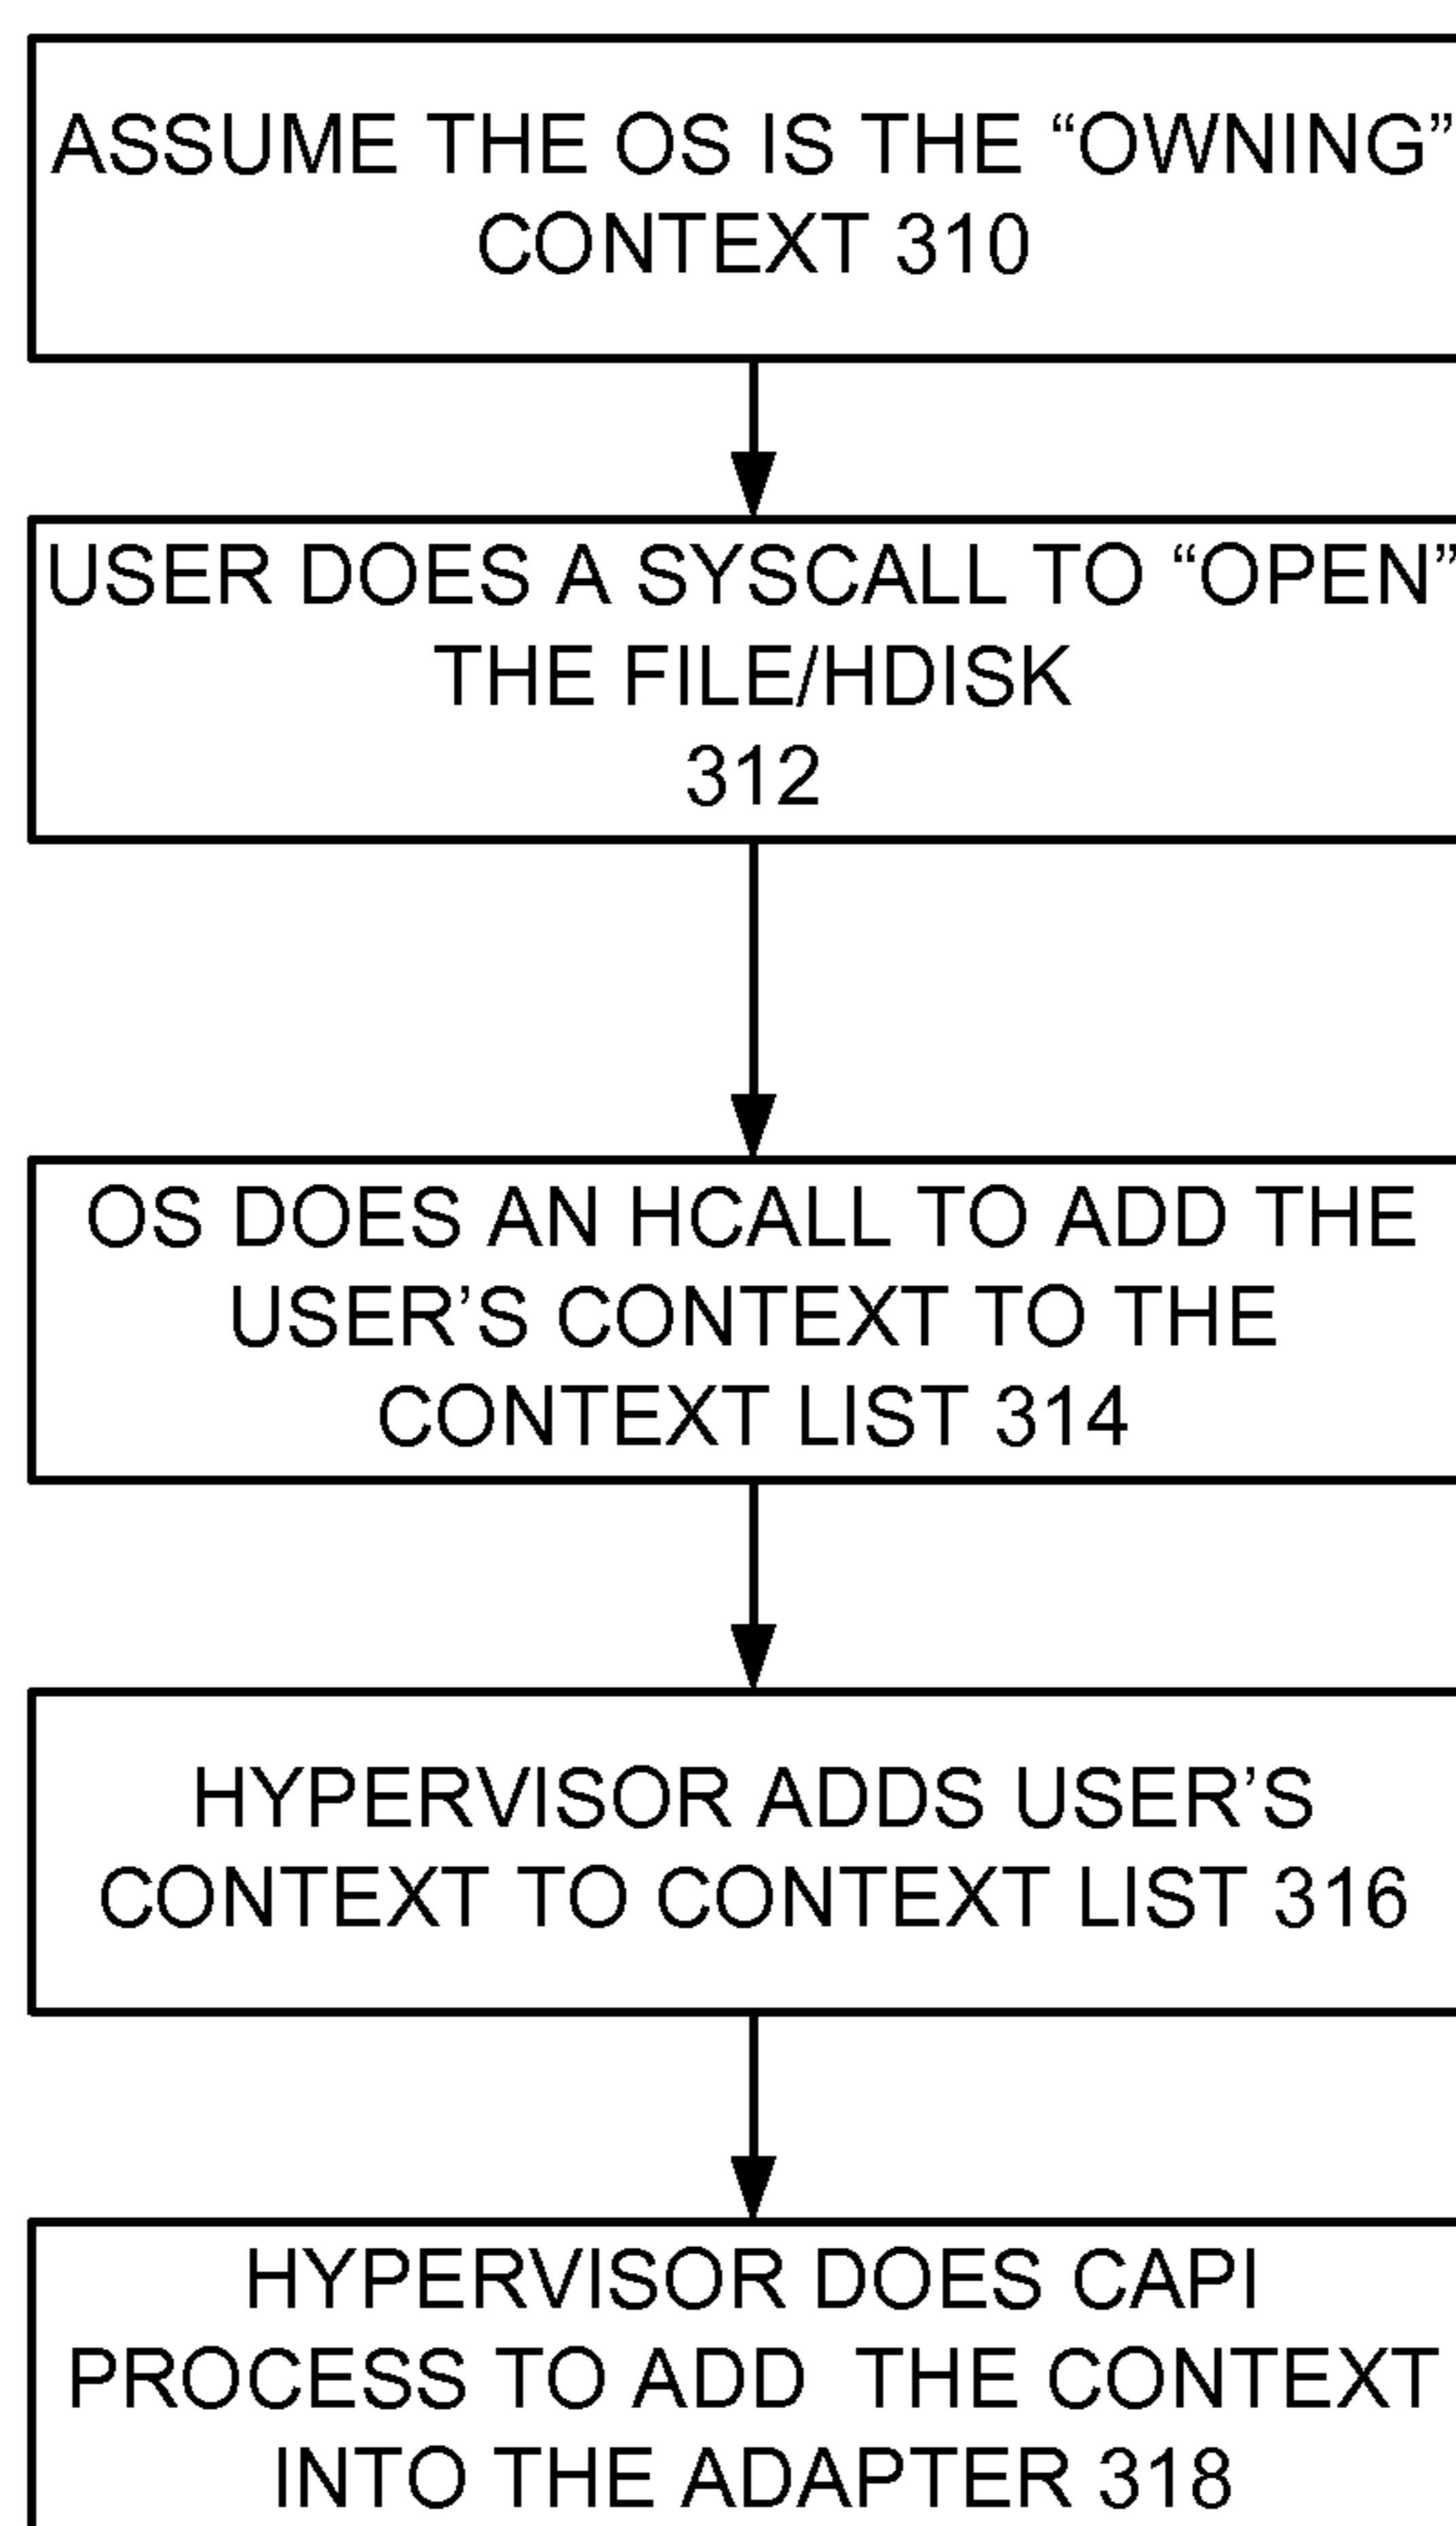 ASSUME THE OS IS THE “OWNING”
CONTEXT 310
USER DOES A SYSCALL TO “OPEN”
THE FILE/HDISK
312
OS DOES AN HCALL TO ADD THE
USER’S CONTEXT TO THE
CONTEXT LIST 314
HYPERVISOR ADDS USER’S
CONTEXT TO CONTEXT LIST 316
HYPERVISOR DOES CAPI
PROCESS TO ADD  THE CONTEXT
INTO THE ADAPTER 318